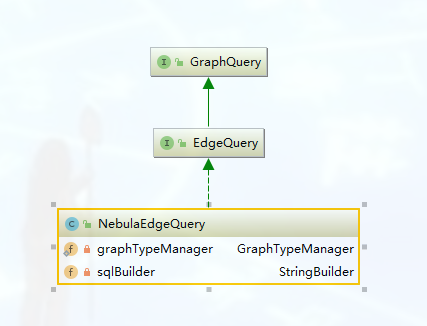 I GraphQuery
I EdgeQuery
C NebulaEdgeQuery
f graphTypeManager GraphTypeManager
f sqlBuilder StringBuilder